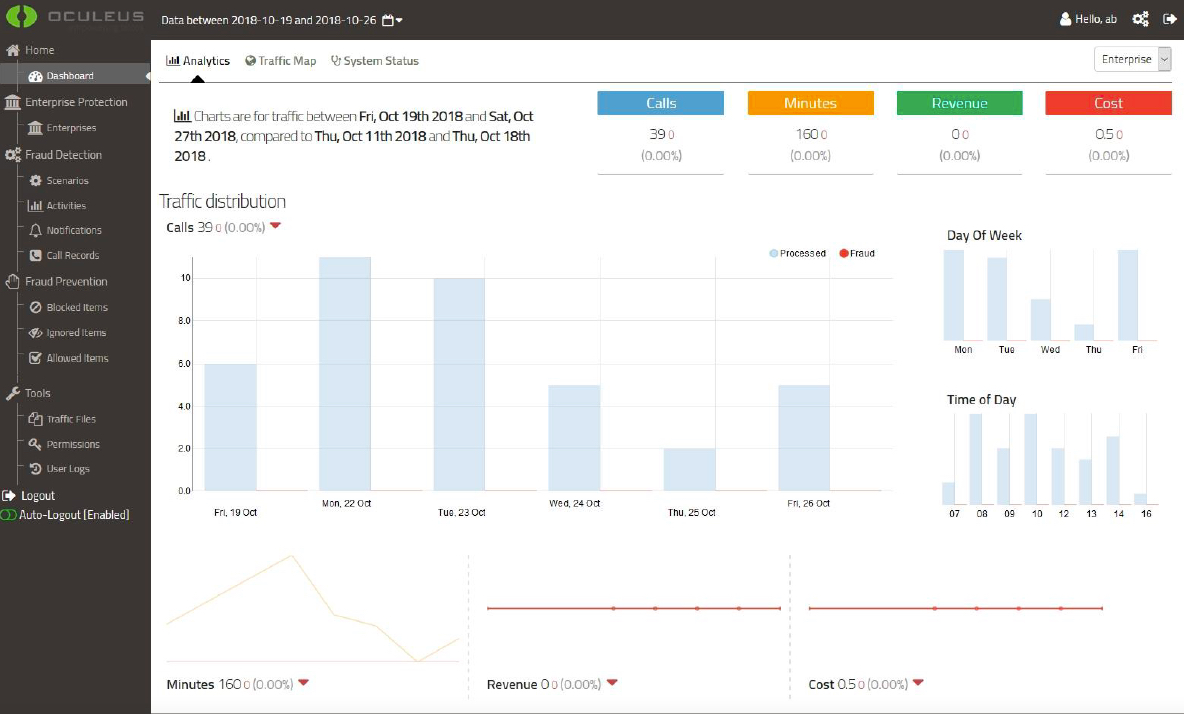 OCULEUS
Data between 2018-10-19 and 2018-10-26
Hello, ab
Home
Dashboard
Enterprise Protection
Enterprises
Fraud Detection
Scenarios
Activities
Notifications
Call Records
Fraud Prevention
Blocked Items
Ignored Items
Allowed Items
Tools
Traffic Files
Permissions
User Logs
Logout
Auto-Logout [Enabled]
Analytics
Traffic Map
System Status
Enterprise
Charts are for traffic between Fri, Oct 19th 2018 and Sat, Oct
27th 2018, compared to Thu, Oct 11th 2018 and Thu, Oct 18th
2018 .
Calls
39 0
(0.00%)
Minutes
160 0
(0.00%)
Revenue
0 0
(0.00%)
Cost
0.5 0
(0.00%)
Traffic distribution
Calls 39 0 (0.00%)
Processed
Fraud
10
8.0
6.0
4.0
2.0
0.0
Fri, 19 Oct
Mon, 22 Oct
Tue, 23 Oct
Wed, 24 Oct
Thu, 25 Oct
Fri, 26 Oct
Day Of Week
Mon Tue Wed Thu Fri
Time of Day
07 08 09 10 12 13 14 16
Minutes 160 0 (0.00%)
Revenue 0 0 (0.00%)
Cost 0.5 0 (0.00%)